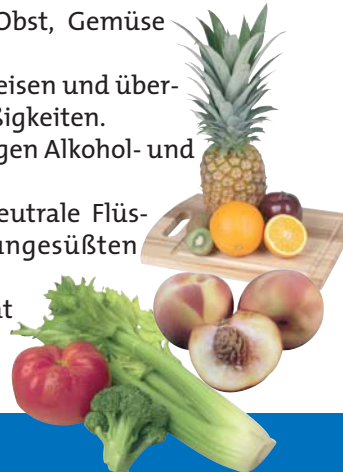 Obst, Gemüse
eisen und über-
ßigkeiten.
gen Alkohol- und
eutrale Flüs-
ungesüßten
t